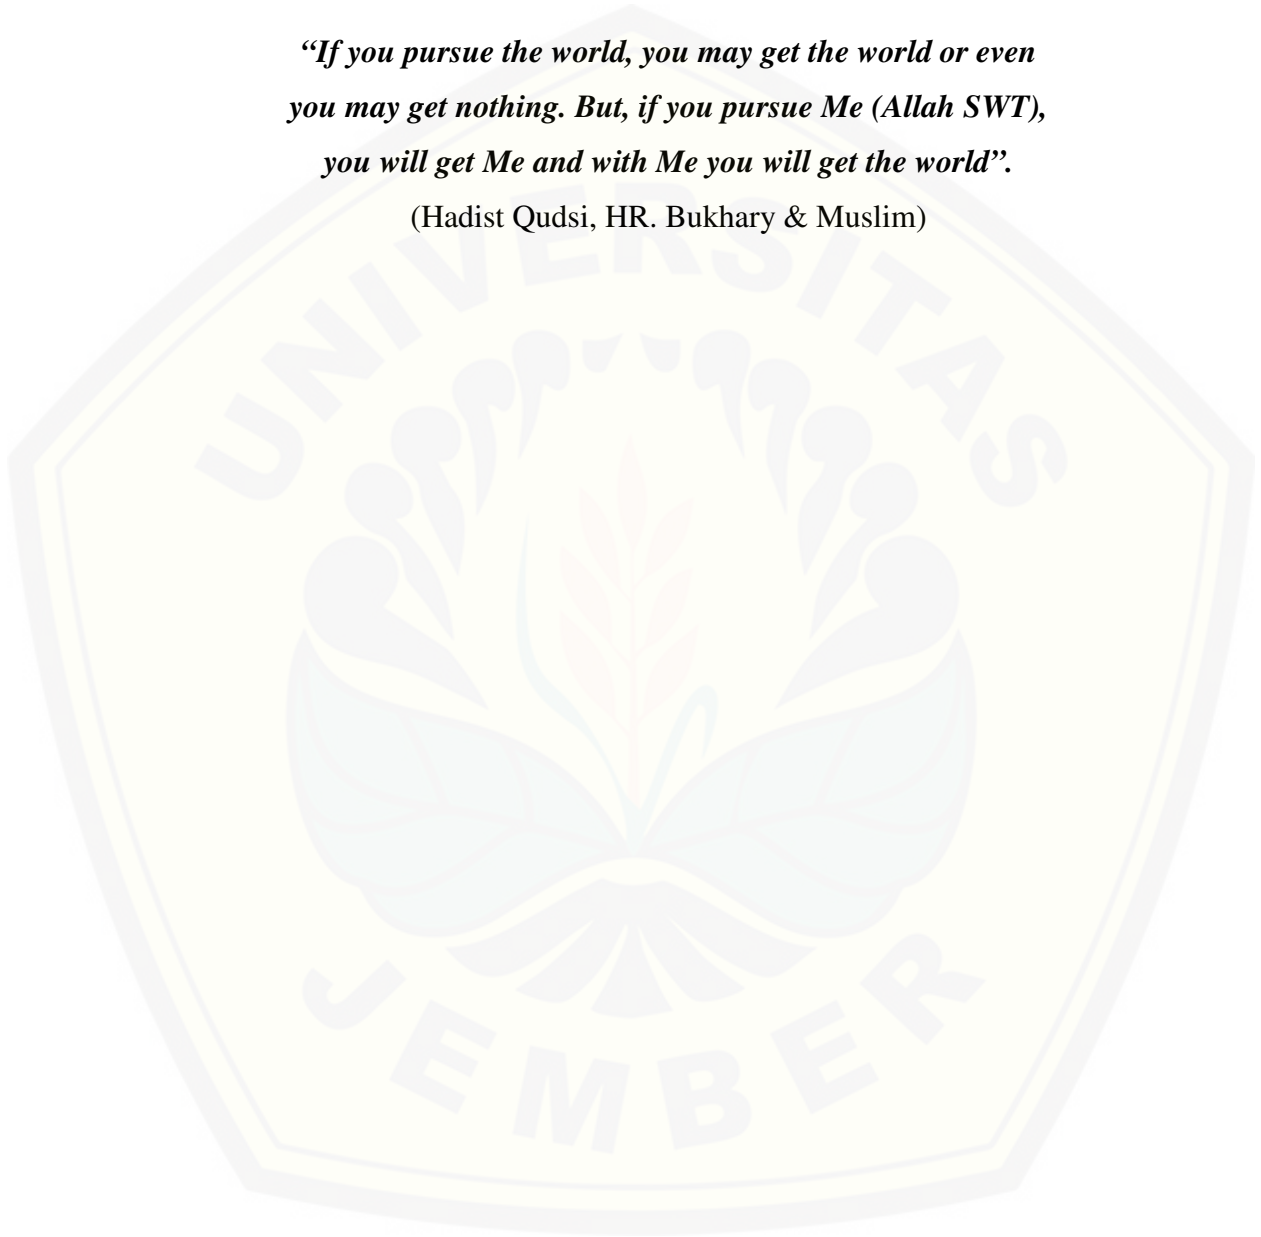 “If you pursue the world, you may get the world or even
you may get nothing. But, if you pursue Me (Allah SWT),
you will get Me and with Me you will get the world”.
(Hadist Qudsi, HR. Bukhary & Muslim)
UNIVERSITAS
JEMBER